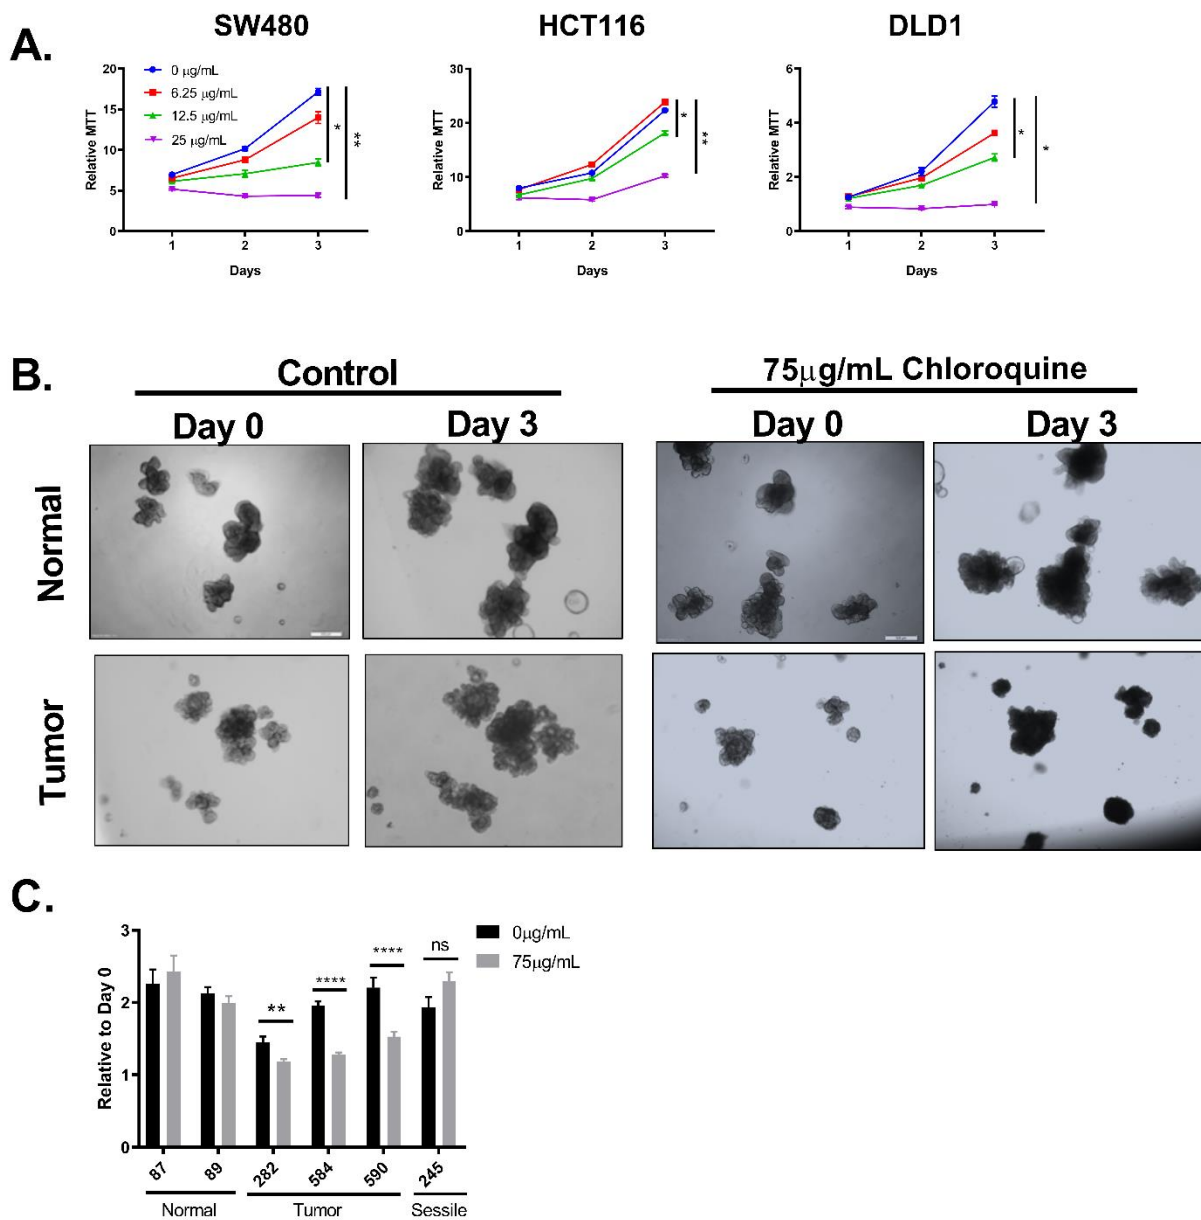 A.
SW480
HCT116
DLD1
0 μg/mL
6.25 μg/mL
12.5 μg/mL
25 μg/mL
Relative MTT
20
15
10
5
0
1 2 3
Days
*
**
Relative MTT
30
20
10
0
1 2 3
Days
*
**
Relative MTT
6
4
2
0
1 2 3
Days
*
*
B.
Control
75μg/mL Chloroquine
Day 0
Day 3
Day 0
Day 3
Normal
Tumor
C.
Relative to Day 0
3
2
1
0
0μg/mL
75μg/mL
**
****
****
ns
87 89 282 584 590 245
Normal Tumor Sessile